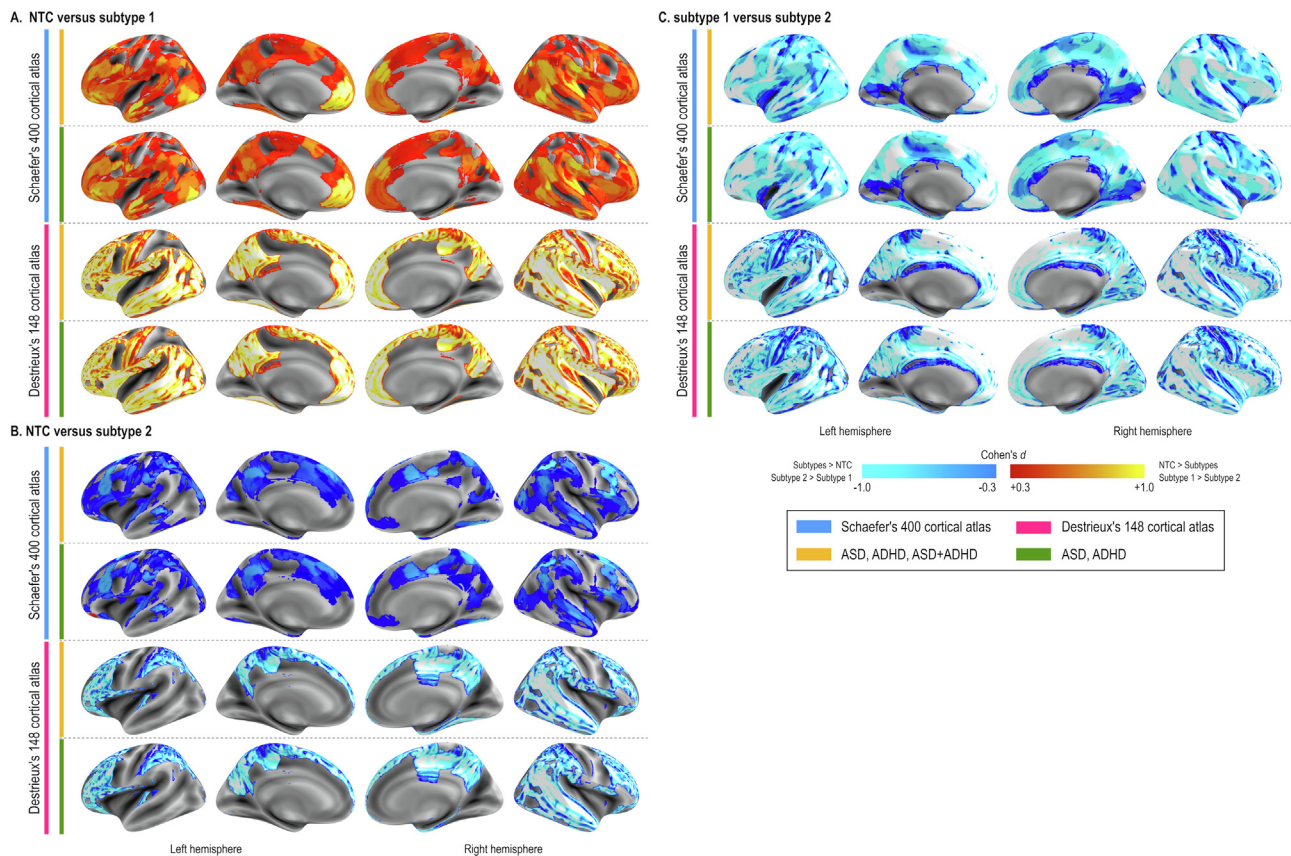 A. NTC versus subtype 1
Schaefer's 400 cortical atlas
Destrieux's 148 cortical atlas
B. NTC versus subtype 2
Schaefer's 400 cortical atlas
Destrieux's 148 cortical atlas
Left hemisphere
Right hemisphere
C. subtype 1 versus subtype 2
Schaefer's 400 cortical atlas
Destrieux's 148 cortical atlas
Left hemisphere
Right hemisphere
Cohen's d
Subtypes > NTC
Subtype 2 > Subtype 1
-1.0
-0.3
+0.3
+1.0
NTC > Subtypes
Subtype 1 > Subtype 2
Schaefer's 400 cortical atlas
Destrieux's 148 cortical atlas
ASD, ADHD, ASD+ADHD
ASD, ADHD